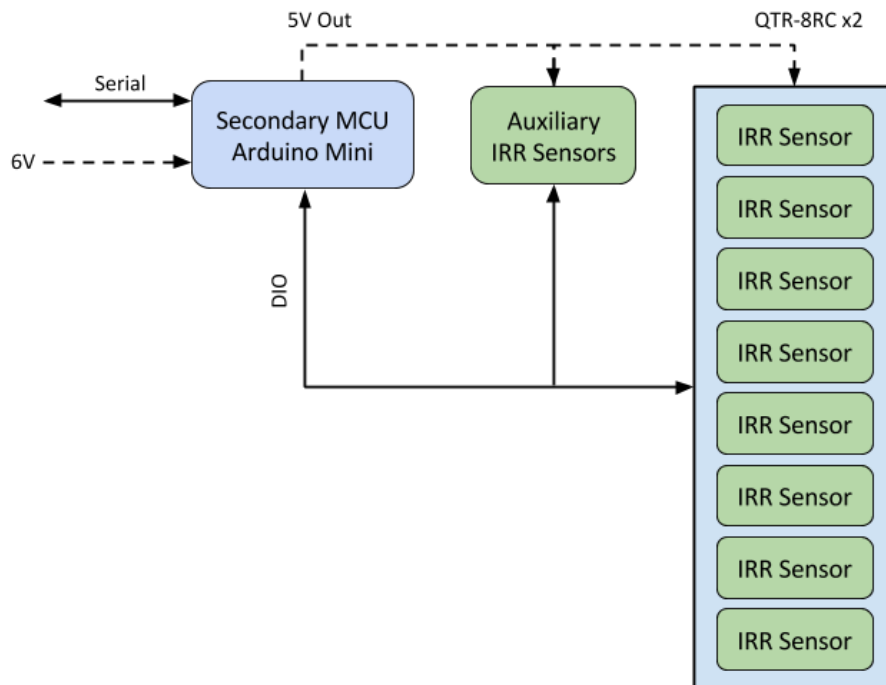 5V Out
QTR-8RC x2
Serial
6V
Secondary MCU
Arduino Mini
Auxiliary
IRR Sensors
DIO
IRR Sensor
IRR Sensor
IRR Sensor
IRR Sensor
IRR Sensor
IRR Sensor
IRR Sensor
IRR Sensor